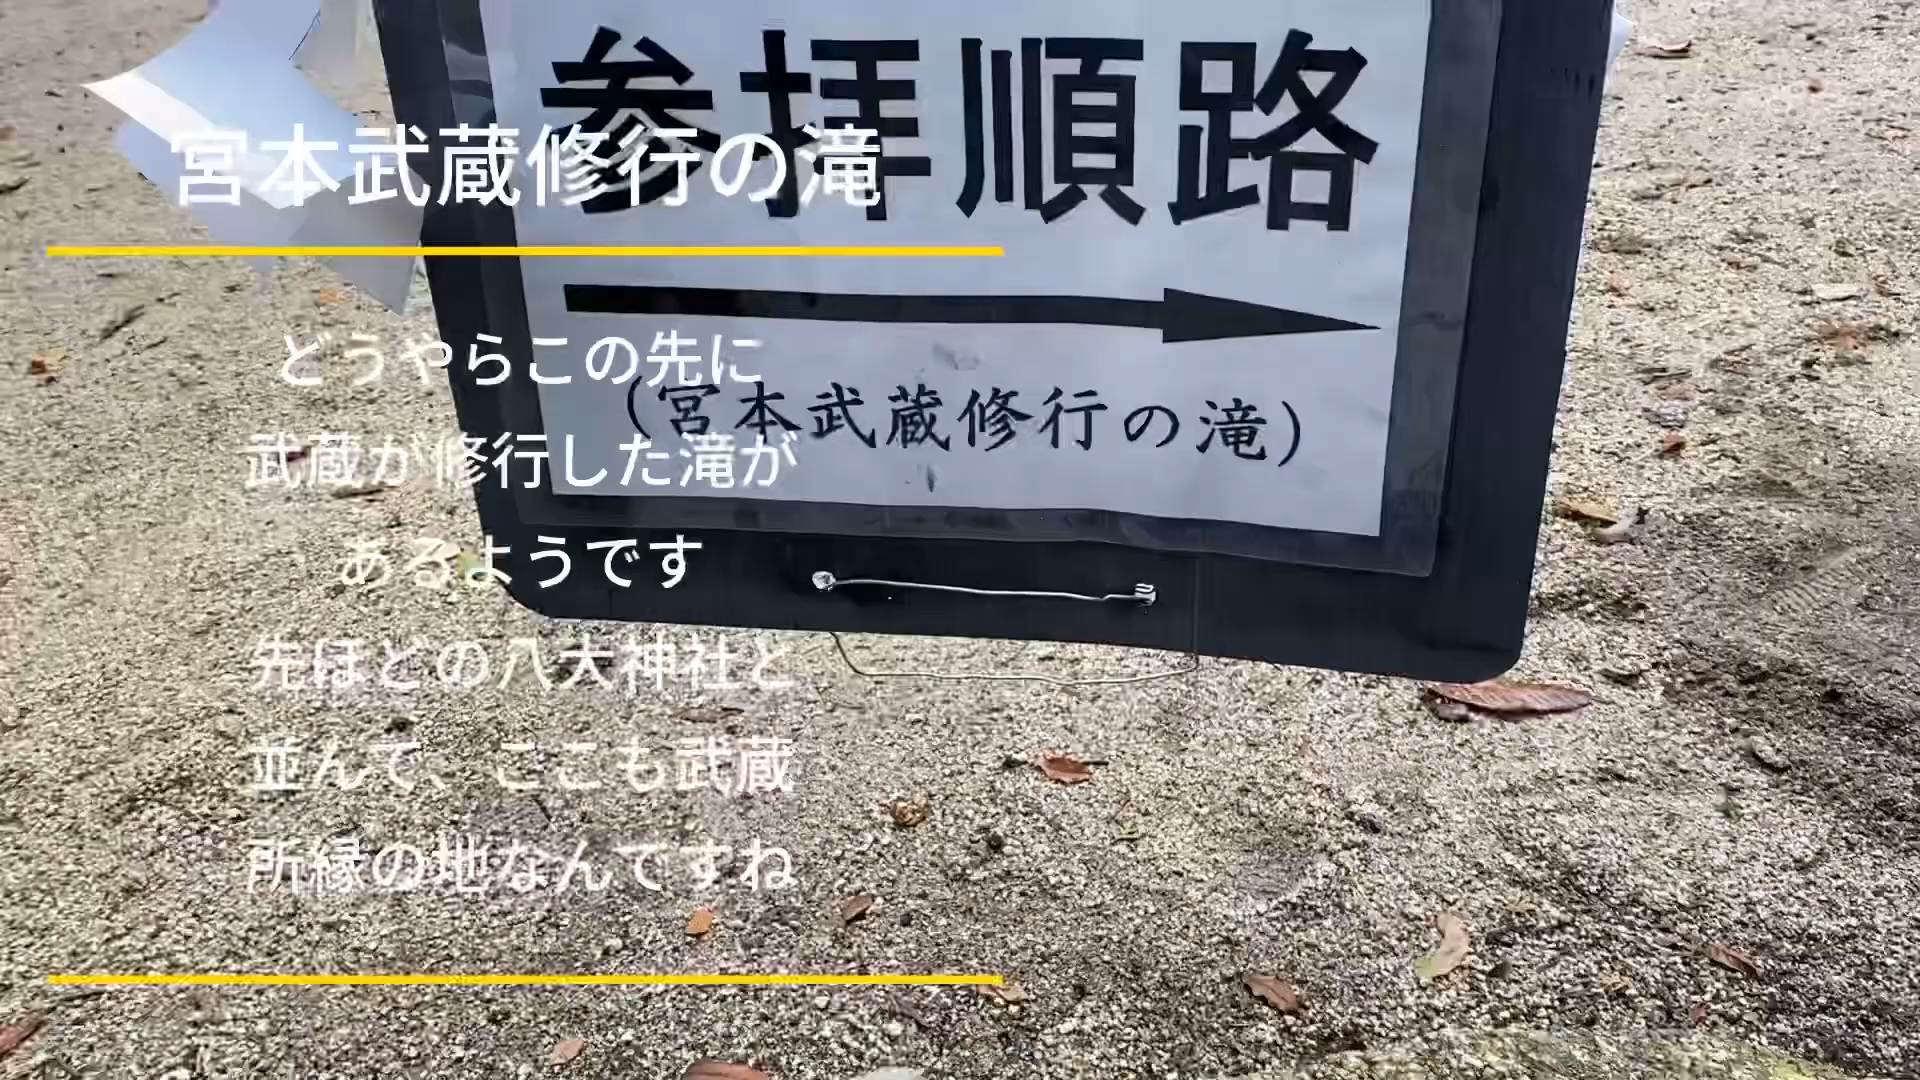 参拝順路
宮本武蔵修行の滝
(宮本武蔵修行の滝)
どうやらこの先に
武蔵が修行した滝が
あるようです
先ほどの八大神社と
並んで、ここも武蔵
所縁の地なんですね